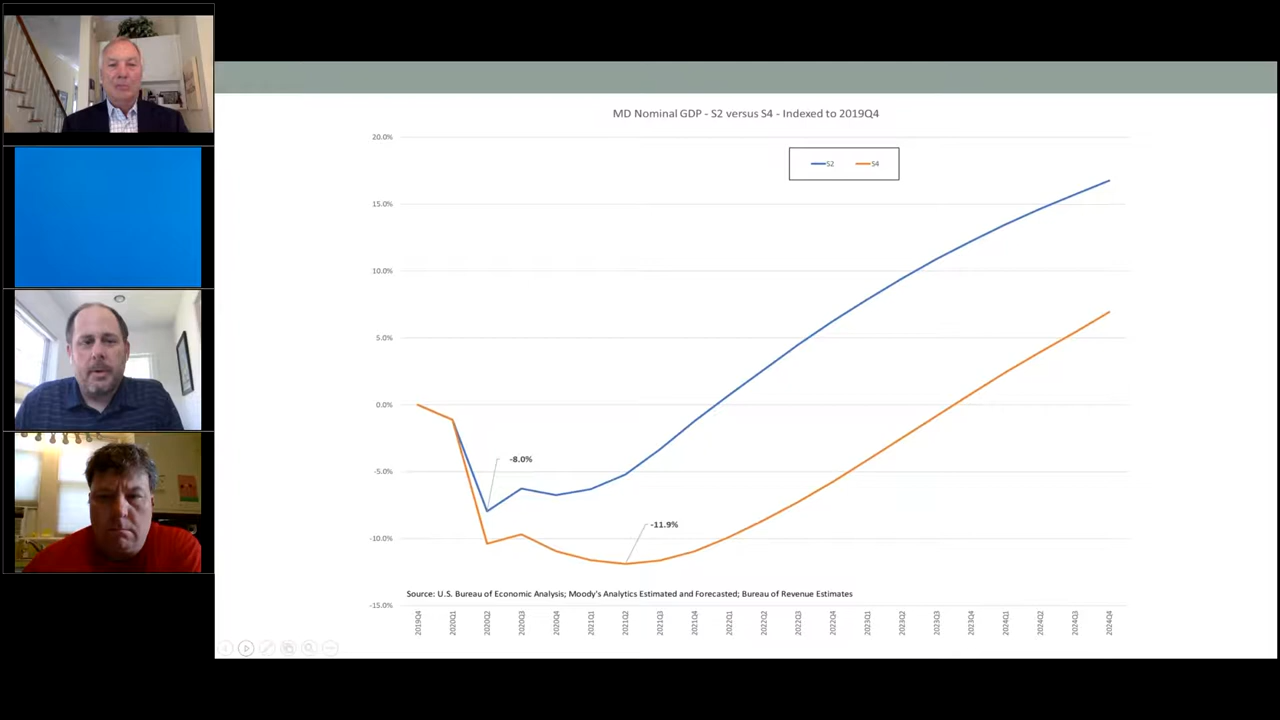 MD Nominal GDP - S2 versus S4 - Indexed to 2019Q4
20.0%
S2
S4
15.0%
10.0%
5.0%
0.0%
-5.0%
-8.0%
-11.9%
-10.0%
Source: U.S. Bureau of Economic Analysis; Moody's Analytics Estimated and Forecasted; Bureau of Revenue Estimates
-15.0%
2019Q4
2020Q1
2020Q2
2020Q3
2020Q4
2021Q1
2021Q2
2021Q3
2021Q4
2022Q1
2022Q2
2022Q3
2022Q4
2023Q1
2023Q2
2023Q3
2023Q4
2024Q1
2024Q2
2024Q3
2024Q4